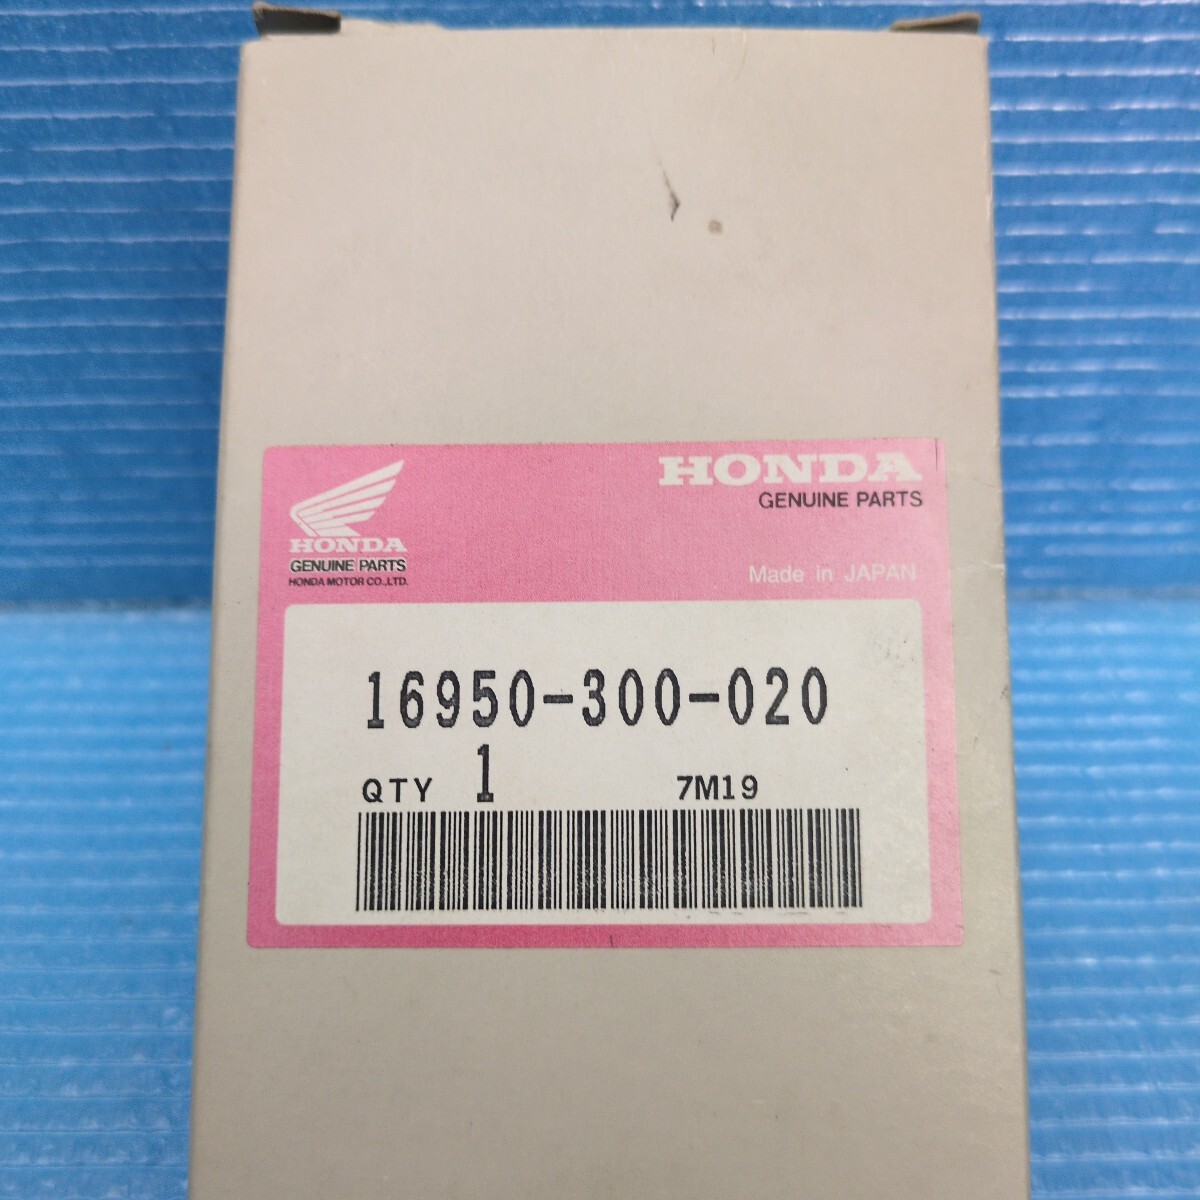 HONDA
GENUINE PARTS
HONDA MOTOR CO.,LTD.
HONDA
GENUINE PARTS
Made in JAPAN
16950-300-020
QTY 1 7M19